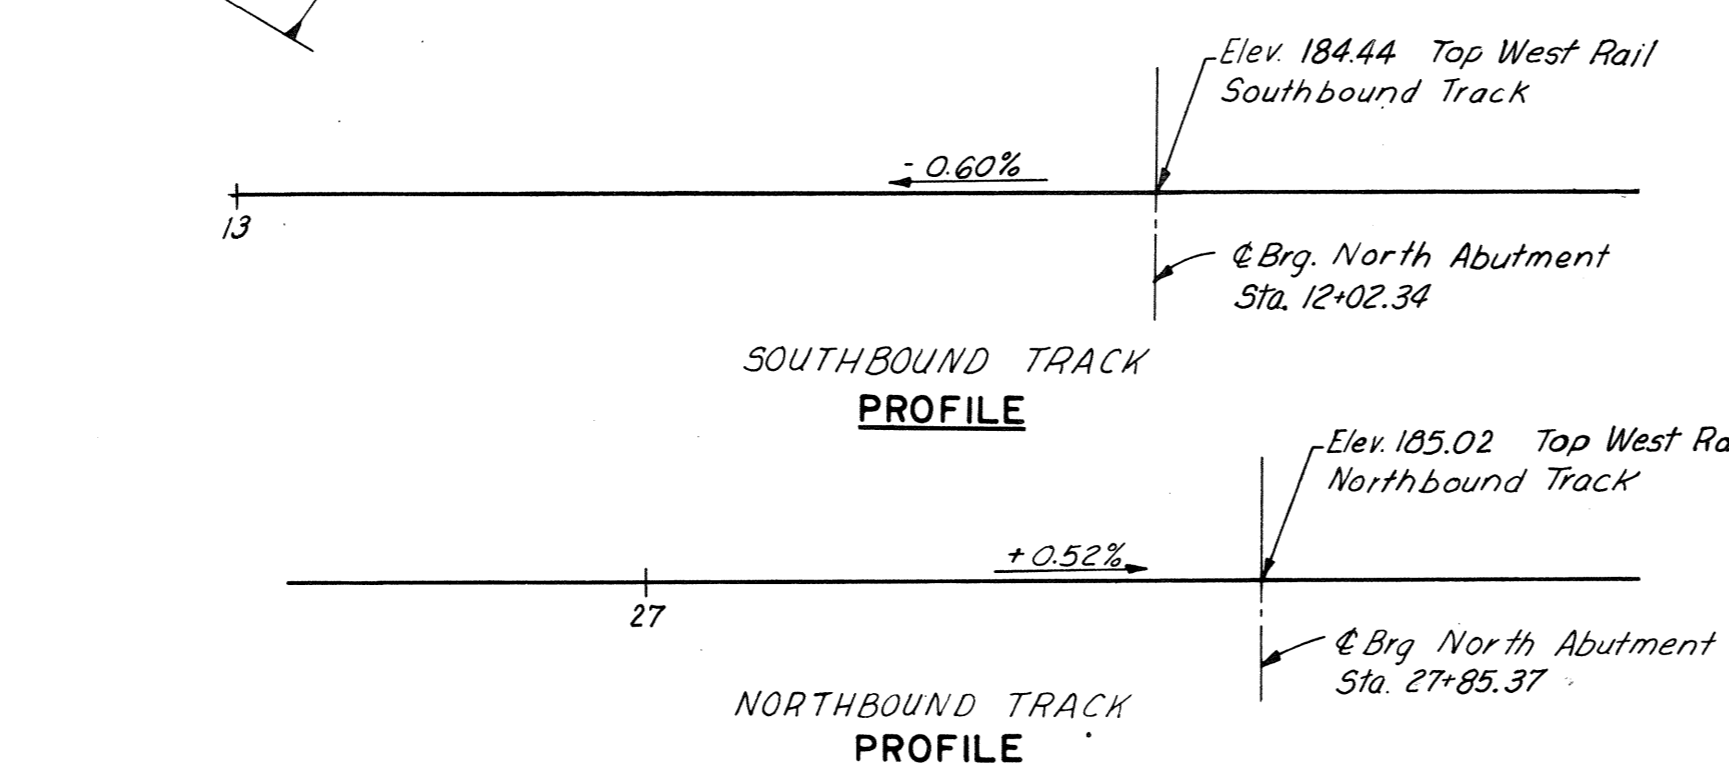 Elev. 184.44 Top West Rail
Southbound Track
- 0.60%
13
℄ Brg. North Abutment
Sta. 12+02.34
SOUTHBOUND TRACK
PROFILE
Elev. 185.02 Top West Ra
Northbound Track
+ 0.52%
27
℄ Brg North Abutment
Sta. 27+85.37
NORTHBOUND TRACK
PROFILE